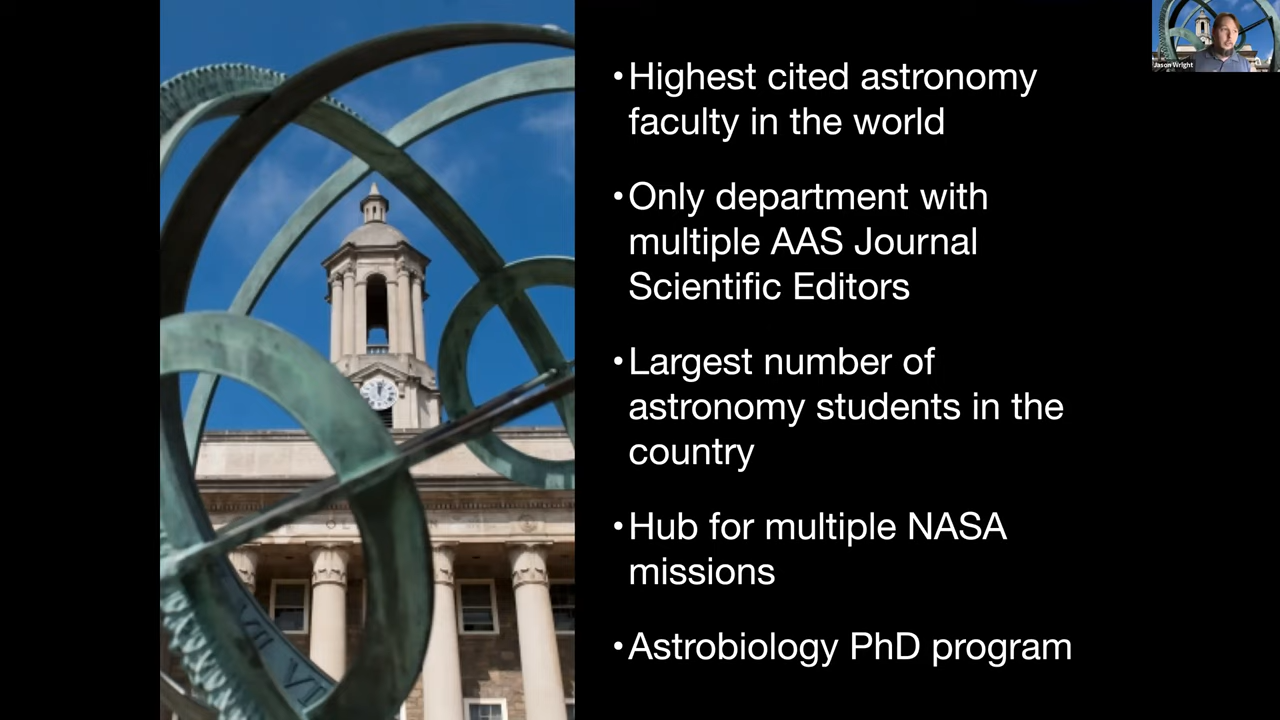 •Highest cited astronomy
faculty in the world
•Only department with
multiple AAS Journal
Scientific Editors
•Largest number of
astronomy students in the
country
•Hub for multiple NASA
missions
•Astrobiology PhD program
Jason Wright